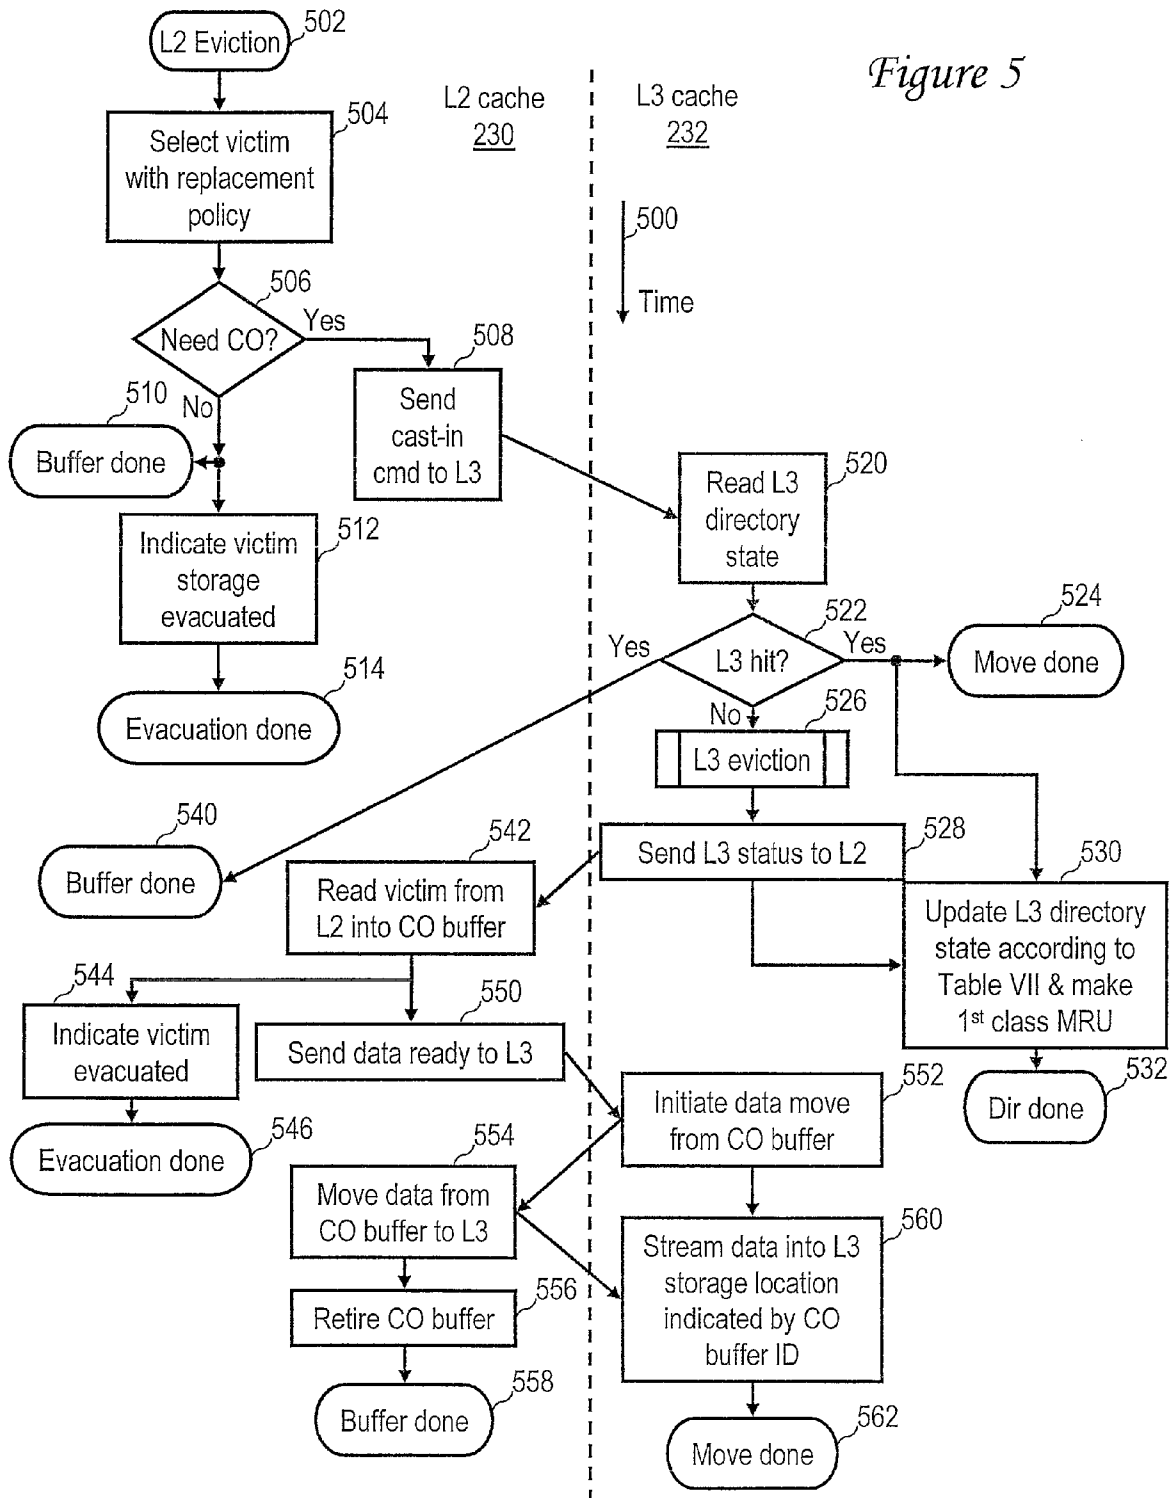 Figure 5
L2 Eviction
502
L2 cache
230
L3 cache
232
504
Select victim
with replacement
policy
500
Time
506
Need CO?
Yes
No
508
Send
cast-in
cmd to L3
510
Buffer done
512
Indicate victim
storage
evacuated
514
Evacuation done
520
Read L3
directory
state
522
L3 hit?
Yes
Yes
No
524
Move done
526
L3 eviction
528
Send L3 status to L2
530
Update L3 directory
state according to
Table VII & make
1st class MRU
532
Dir done
540
Buffer done
542
Read victim from
L2 into CO buffer
544
Indicate victim
evacuated
546
Evacuation done
550
Send data ready to L3
552
Initiate data move
from CO buffer
554
Move data from
CO buffer to L3
556
Retire CO buffer
558
Buffer done
560
Stream data into L3
storage location
indicated by CO
buffer ID
562
Move done